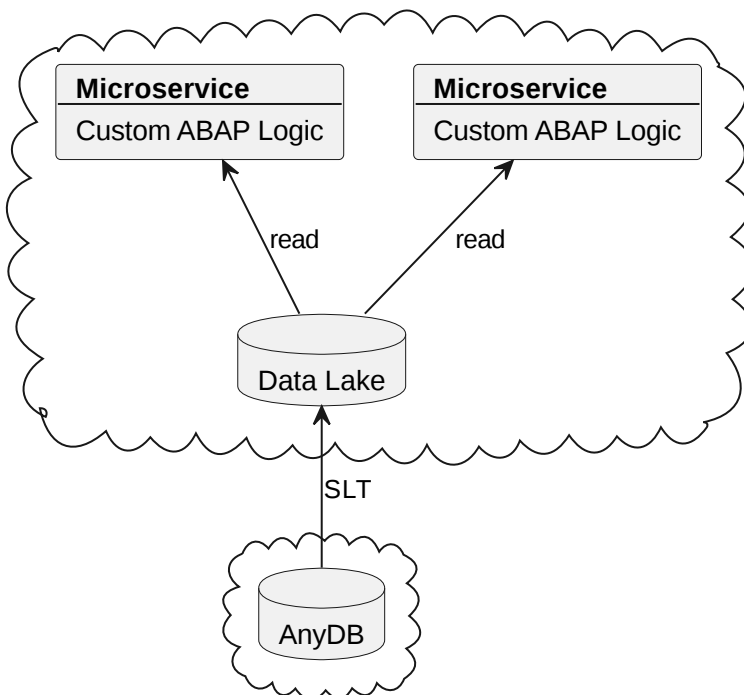 Microservice
Custom ABAP Logic
Microservice
Custom ABAP Logic
read
read
Data Lake
SLT
AnyDB